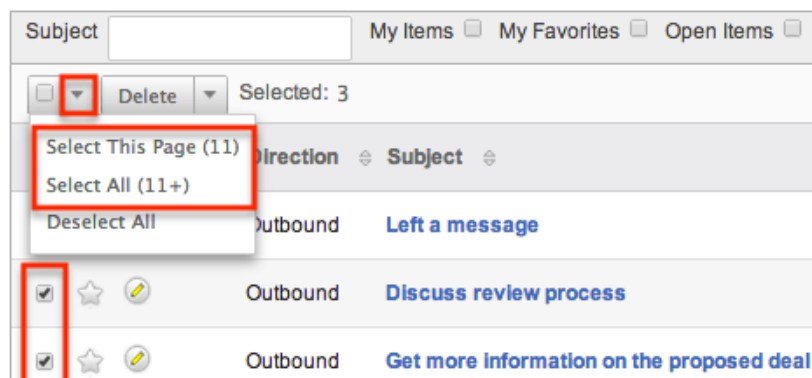 Subject My Items My Favorites Open Items
Delete Selected: 3
Select This Page (11)
Direction Subject
Select All (11+)
Deselect All
Outbound Left a message
Outbound Discuss review process
Outbound Get more information on the proposed deal